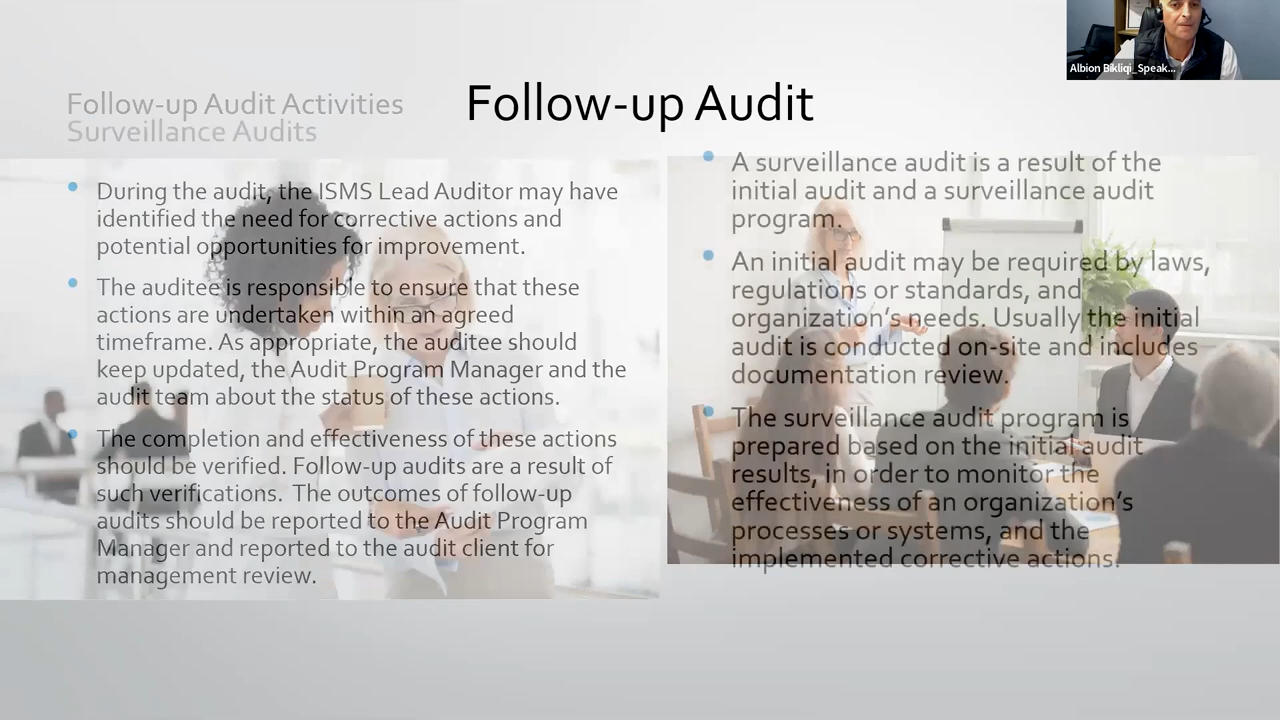 Albion Bikliqi_Speak...
Follow-up Audit
Follow-up Audit Activities
Surveillance Audits
During the audit, the ISMS Lead Auditor may have
identified the need for corrective actions and
potential opportunities for improvement.
The auditee is responsible to ensure that these
actions are undertaken within an agreed
timeframe. As appropriate, the auditee should
keep updated, the Audit Program Manager and the
audit team about the status of these actions.
The completion and effectiveness of these actions
should be verified. Follow-up audits are a result of
such verifications. The outcomes of follow-up
audits should be reported to the Audit Program
Manager and reported to the audit client for
management review.
A surveillance audit is a result of the
initial audit and a surveillance audit
program.
An initial audit may be required by laws,
regulations or standards, and
organization's needs. Usually the initial
audit is conducted on-site and includes
documentation review.
The surveillance audit program is
prepared based on the initial audit
results, in order to monitor the
effectiveness of an organization's
processes or systems, and the
implemented corrective actions.